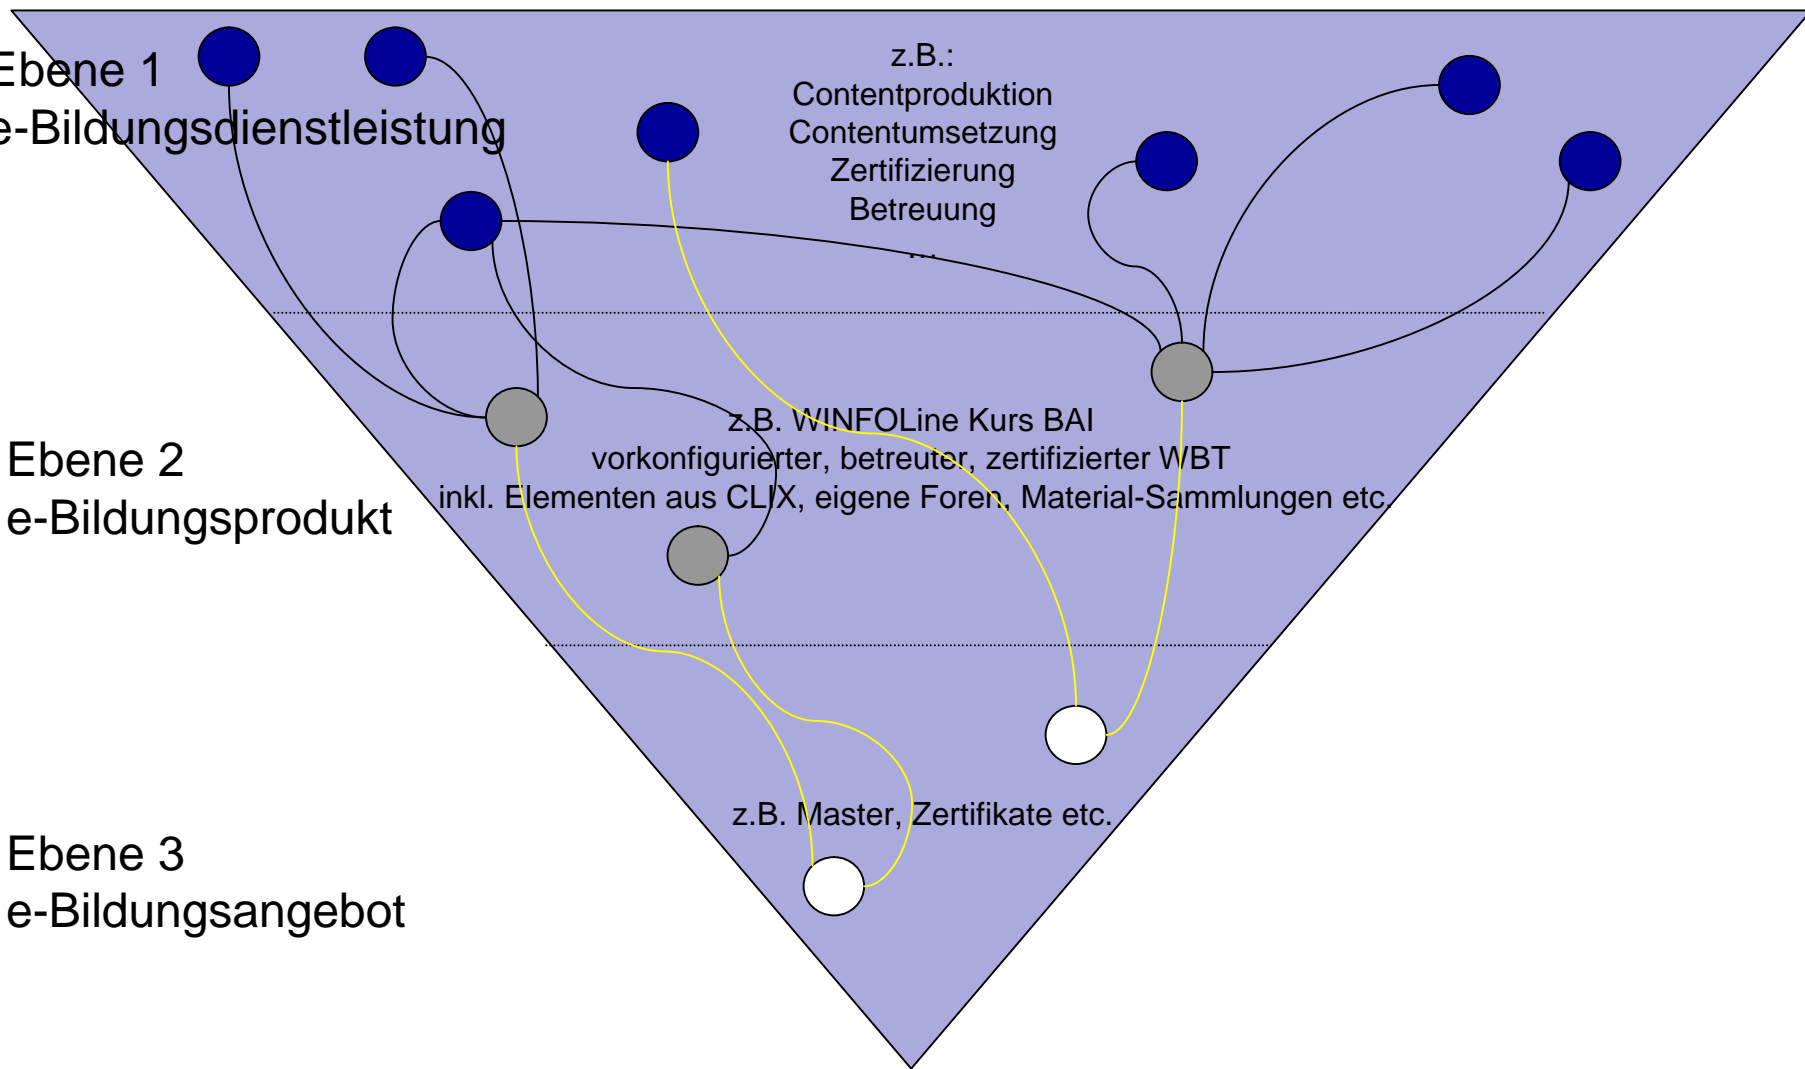 Ebene 1
e-Bildungsdienstleistung
z.B.:
Contentproduktion
Contentumsetzung
Zertifizierung
Betreuung
...
Ebene 2
e-Bildungsprodukt
z.B. WINFOLine Kurs BAI
vorkonfigurierter, betreuter, zertifizierter WBT
inkl. Elementen aus CLIX, eigene Foren, Material-Sammlungen etc.
Ebene 3
e-Bildungsangebot
z.B. Master, Zertifikate etc.